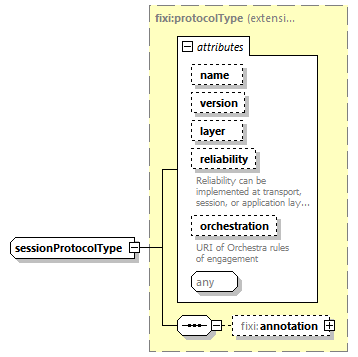 fixi:protocolType (extensi...
attributes
name
version
layer
reliability
Reliability can be
implemented at transport,
session, or application lay...
orchestration
URI of Orchestra rules
of engagement
any
sessionProtocolType
fixi:annotation